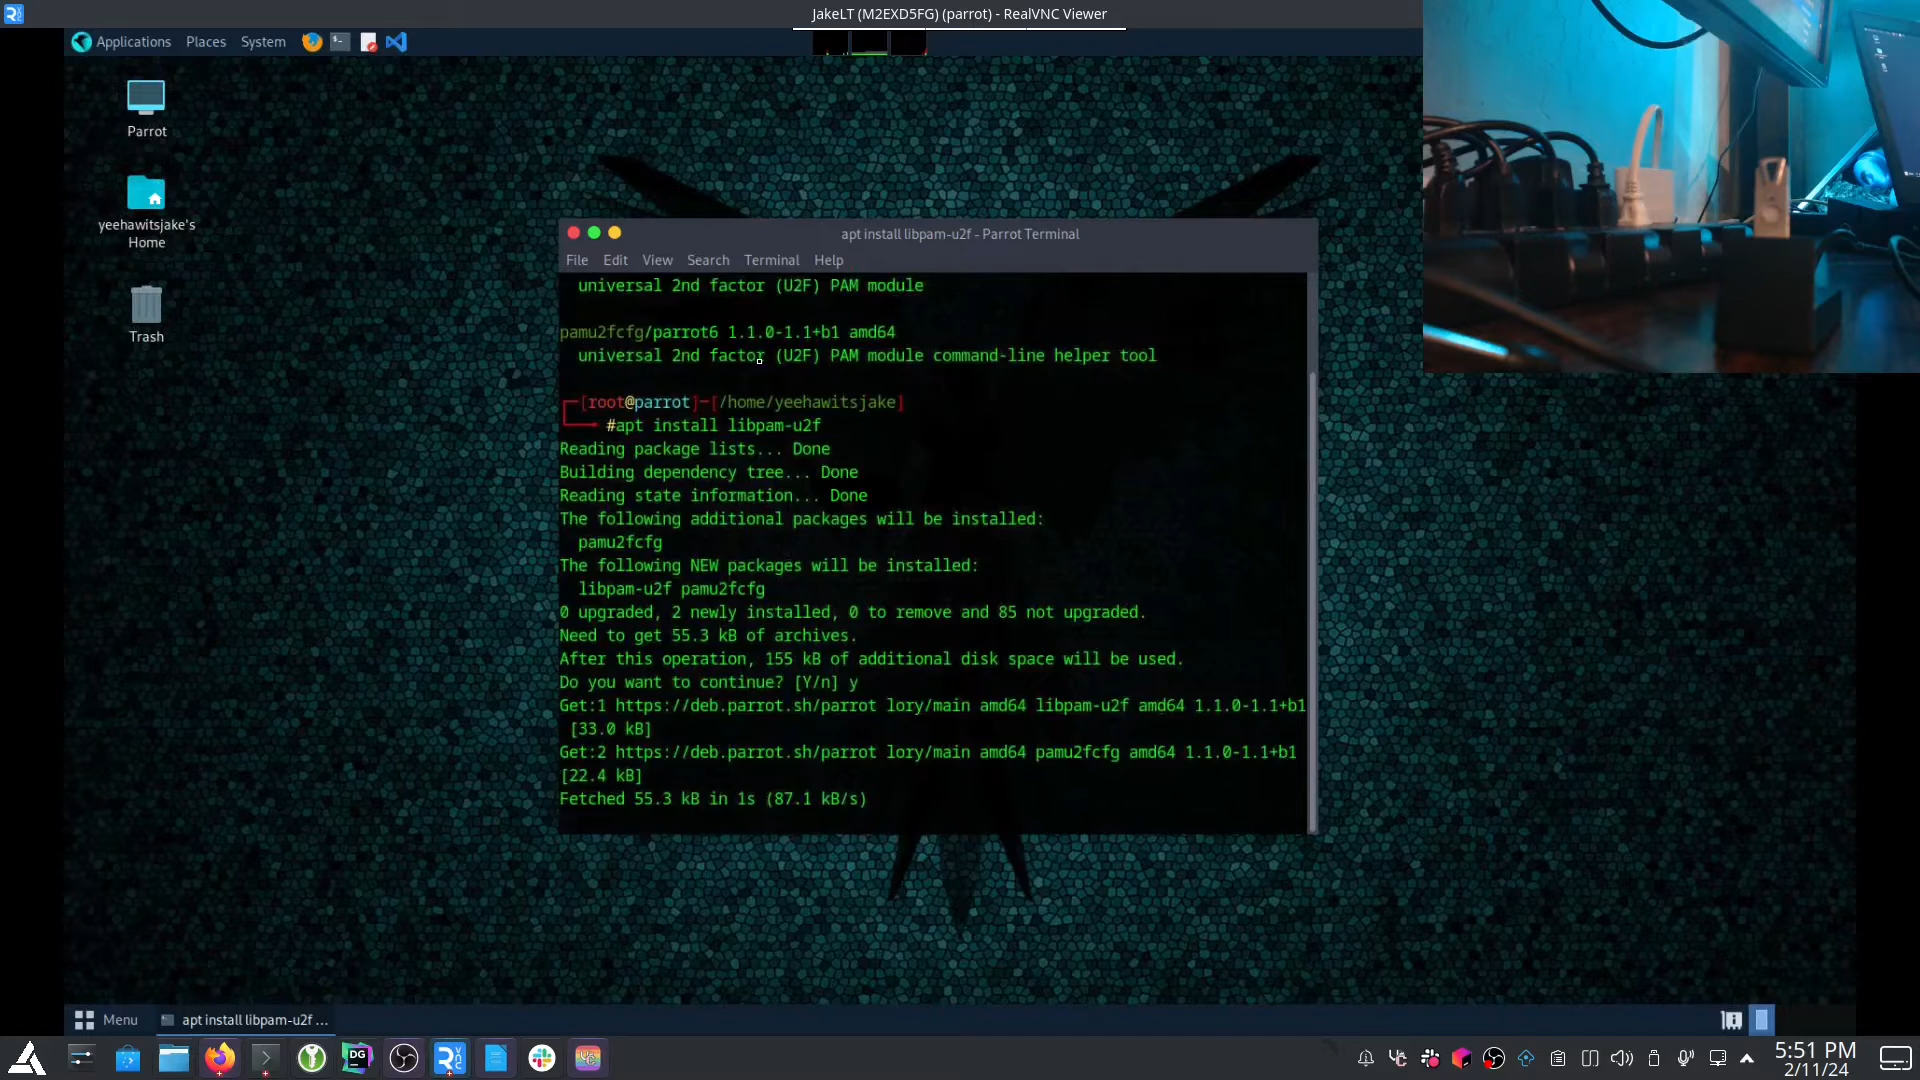 JakeLT (M2EXD5FG) (parrot) - RealVNC Viewer
Applications Places System
Parrot
yeehawitsjake's
Home
Trash
apt install libpam-u2f - Parrot Terminal
File Edit View Search Terminal Help
universal 2nd factor (U2F) PAM module
pamu2fcfg/parrot6 1.1.0-1.1+b1 amd64
universal 2nd factor (U2F) PAM module command-line helper tool
┌─[root@parrot]─[/home/yeehawitsjake]
└──╼ #apt install libpam-u2f
Reading package lists... Done
Building dependency tree... Done
Reading state information... Done
The following additional packages will be installed:
pamu2fcfg
The following NEW packages will be installed:
libpam-u2f pamu2fcfg
0 upgraded, 2 newly installed, 0 to remove and 85 not upgraded.
Need to get 55.3 kB of archives.
After this operation, 155 kB of additional disk space will be used.
Do you want to continue? [Y/n] y
Get:1 https://deb.parrot.sh/parrot lory/main amd64 libpam-u2f amd64 1.1.0-1.1+b1
[33.0 kB]
Get:2 https://deb.parrot.sh/parrot lory/main amd64 pamu2fcfg amd64 1.1.0-1.1+b1
[22.4 kB]
Fetched 55.3 kB in 1s (87.1 kB/s)
Menu apt install libpam-u2f ...
DG
5:51 PM
2/11/24